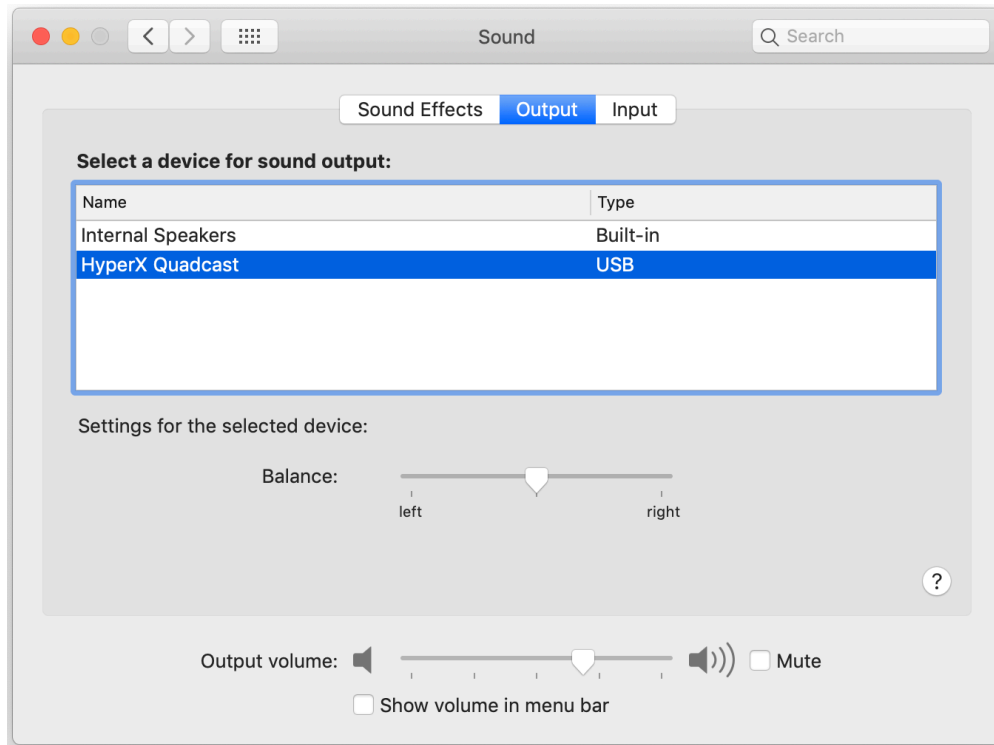 Sound
Search
Sound Effects Output Input
Select a device for sound output:
Name Type
Internal Speakers Built-in
HyperX Quadcast USB
Settings for the selected device:
Balance:
left right
?
Output volume: Mute
Show volume in menu bar